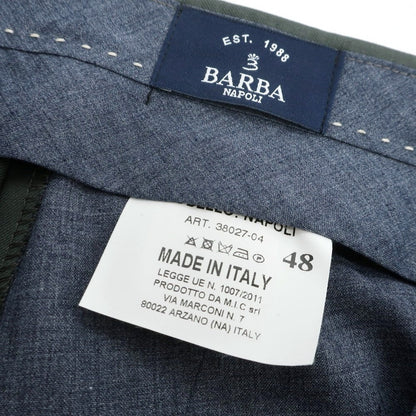 EST. 1988
BARBA
NAPOLI
NAPOLI
ART. 38027-04
MADE IN ITALY
48
LEGGE UE N. 1007/2011
PRODOTTO DA M.I.C srl
VIA MARCONI N. 7
80022 ARZANO (NA) ITALY